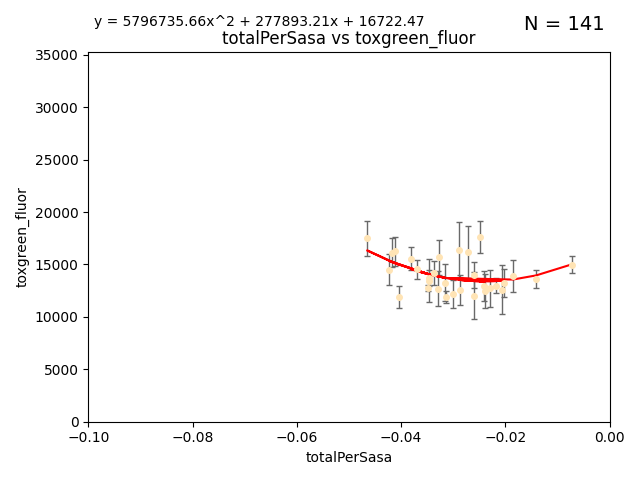 y = 5796735.66x^2 + 277893.21x + 16722.47
N = 141
totalPerSasa vs toxgreen_fluor
35000
30000
25000
20000
15000
10000
5000
0
toxgreen_fluor
−0.10 −0.08 −0.06 −0.04 −0.02 0.00
totalPerSasa